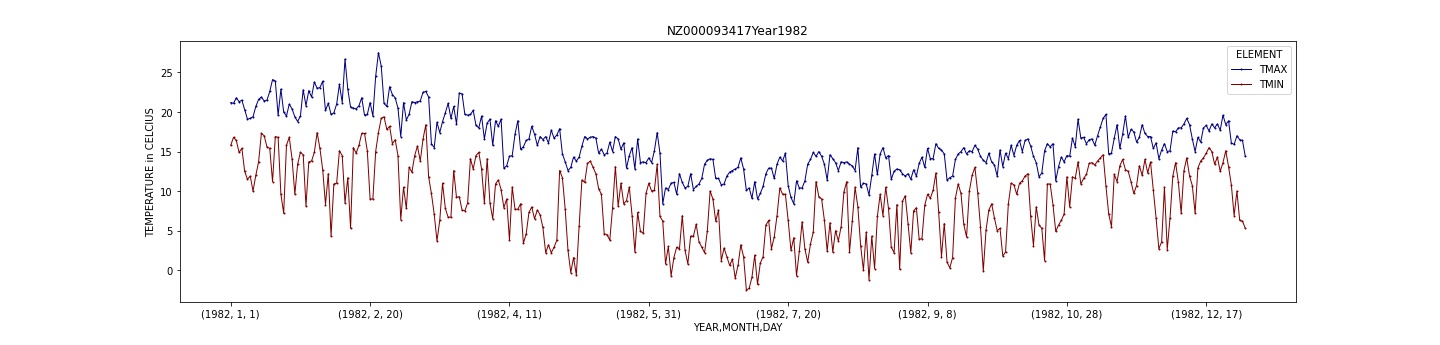 NZ000093417Year1982
ELEMENT
TMAX
TMIN
TEMPERATURE in CELCIUS
25
20
15
10
5
0
(1982, 1, 1)
(1982, 2, 20)
(1982, 4, 11)
(1982, 5, 31)
(1982, 7, 20)
(1982, 9, 8)
(1982, 10, 28)
(1982, 12, 17)
YEAR,MONTH,DAY